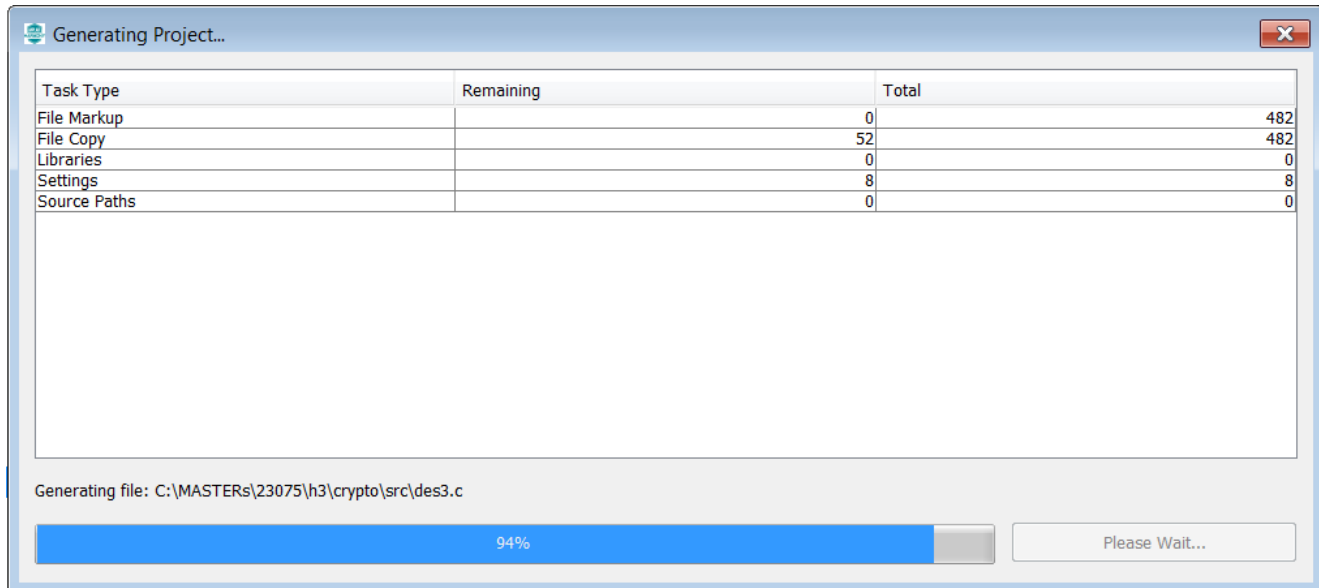 Generating Project...
Task Type Remaining Total
File Markup 0 482
File Copy 52 482
Libraries 0 0
Settings 8 8
Source Paths 0 0
Generating file: C:\MASTERs\23075\h3\crypto\src\des3.c
94% Please Wait...